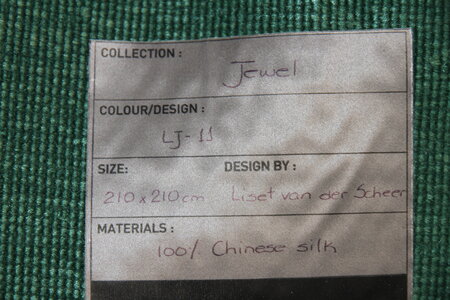 COLLECTION :
Jewel
COLOUR/DESIGN :
LJ-11
SIZE: DESIGN BY :
210 x 210 cm Liset van der Scheer
MATERIALS :
100% Chinese silk